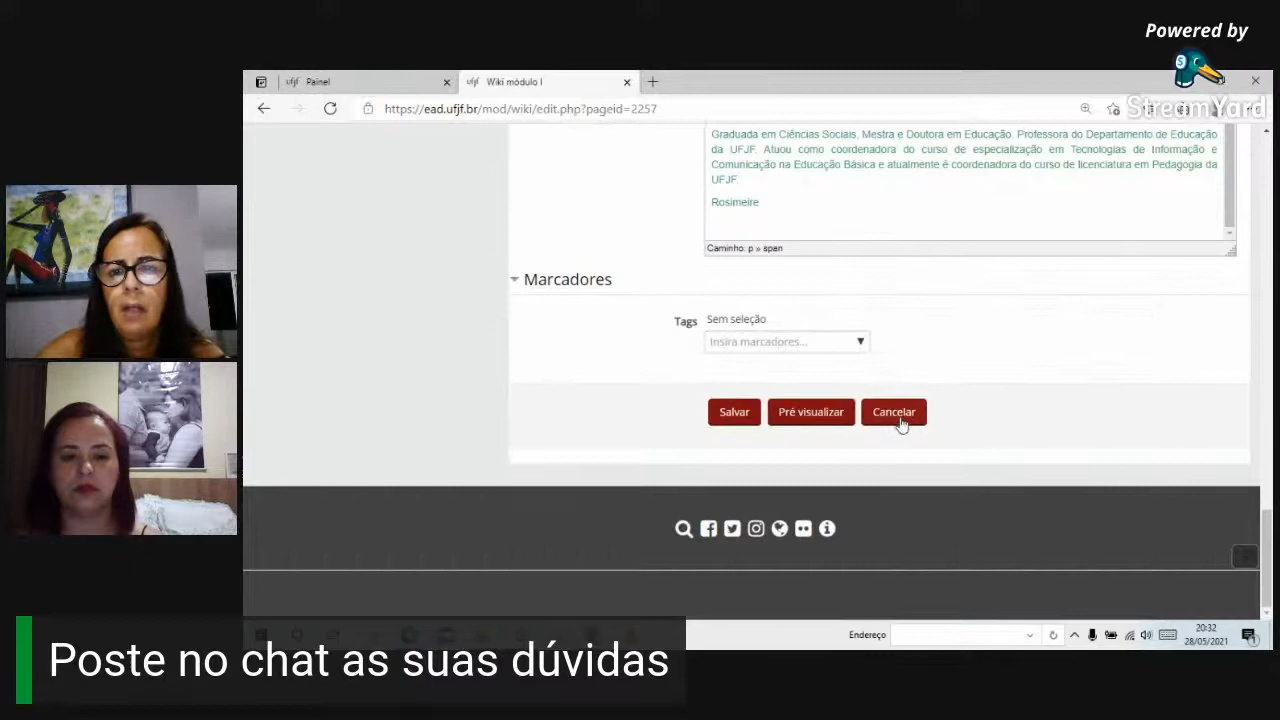 Powered by
StreamYard
ufjf Painel
ufjf Wiki módulo I
https://ead.ufjf.br/mod/wiki/edit.php?pageid=2257
Graduada em Ciências Sociais, Mestra e Doutora em Educação. Professora do Departamento de Educação
da UFJF. Atuou como coordenadora do curso de especialização em Tecnologias de Informação e
Comunicação na Educação Básica e atualmente é coordenadora do curso de licenciatura em Pedagogia da
UFJF.
Rosimeire
Caminho: p » span
Marcadores
Tags
Sem seleção
Insira marcadores...
Salvar
Pré visualizar
Cancelar
Endereço
20:32
28/05/2021
Poste no chat as suas dúvidas